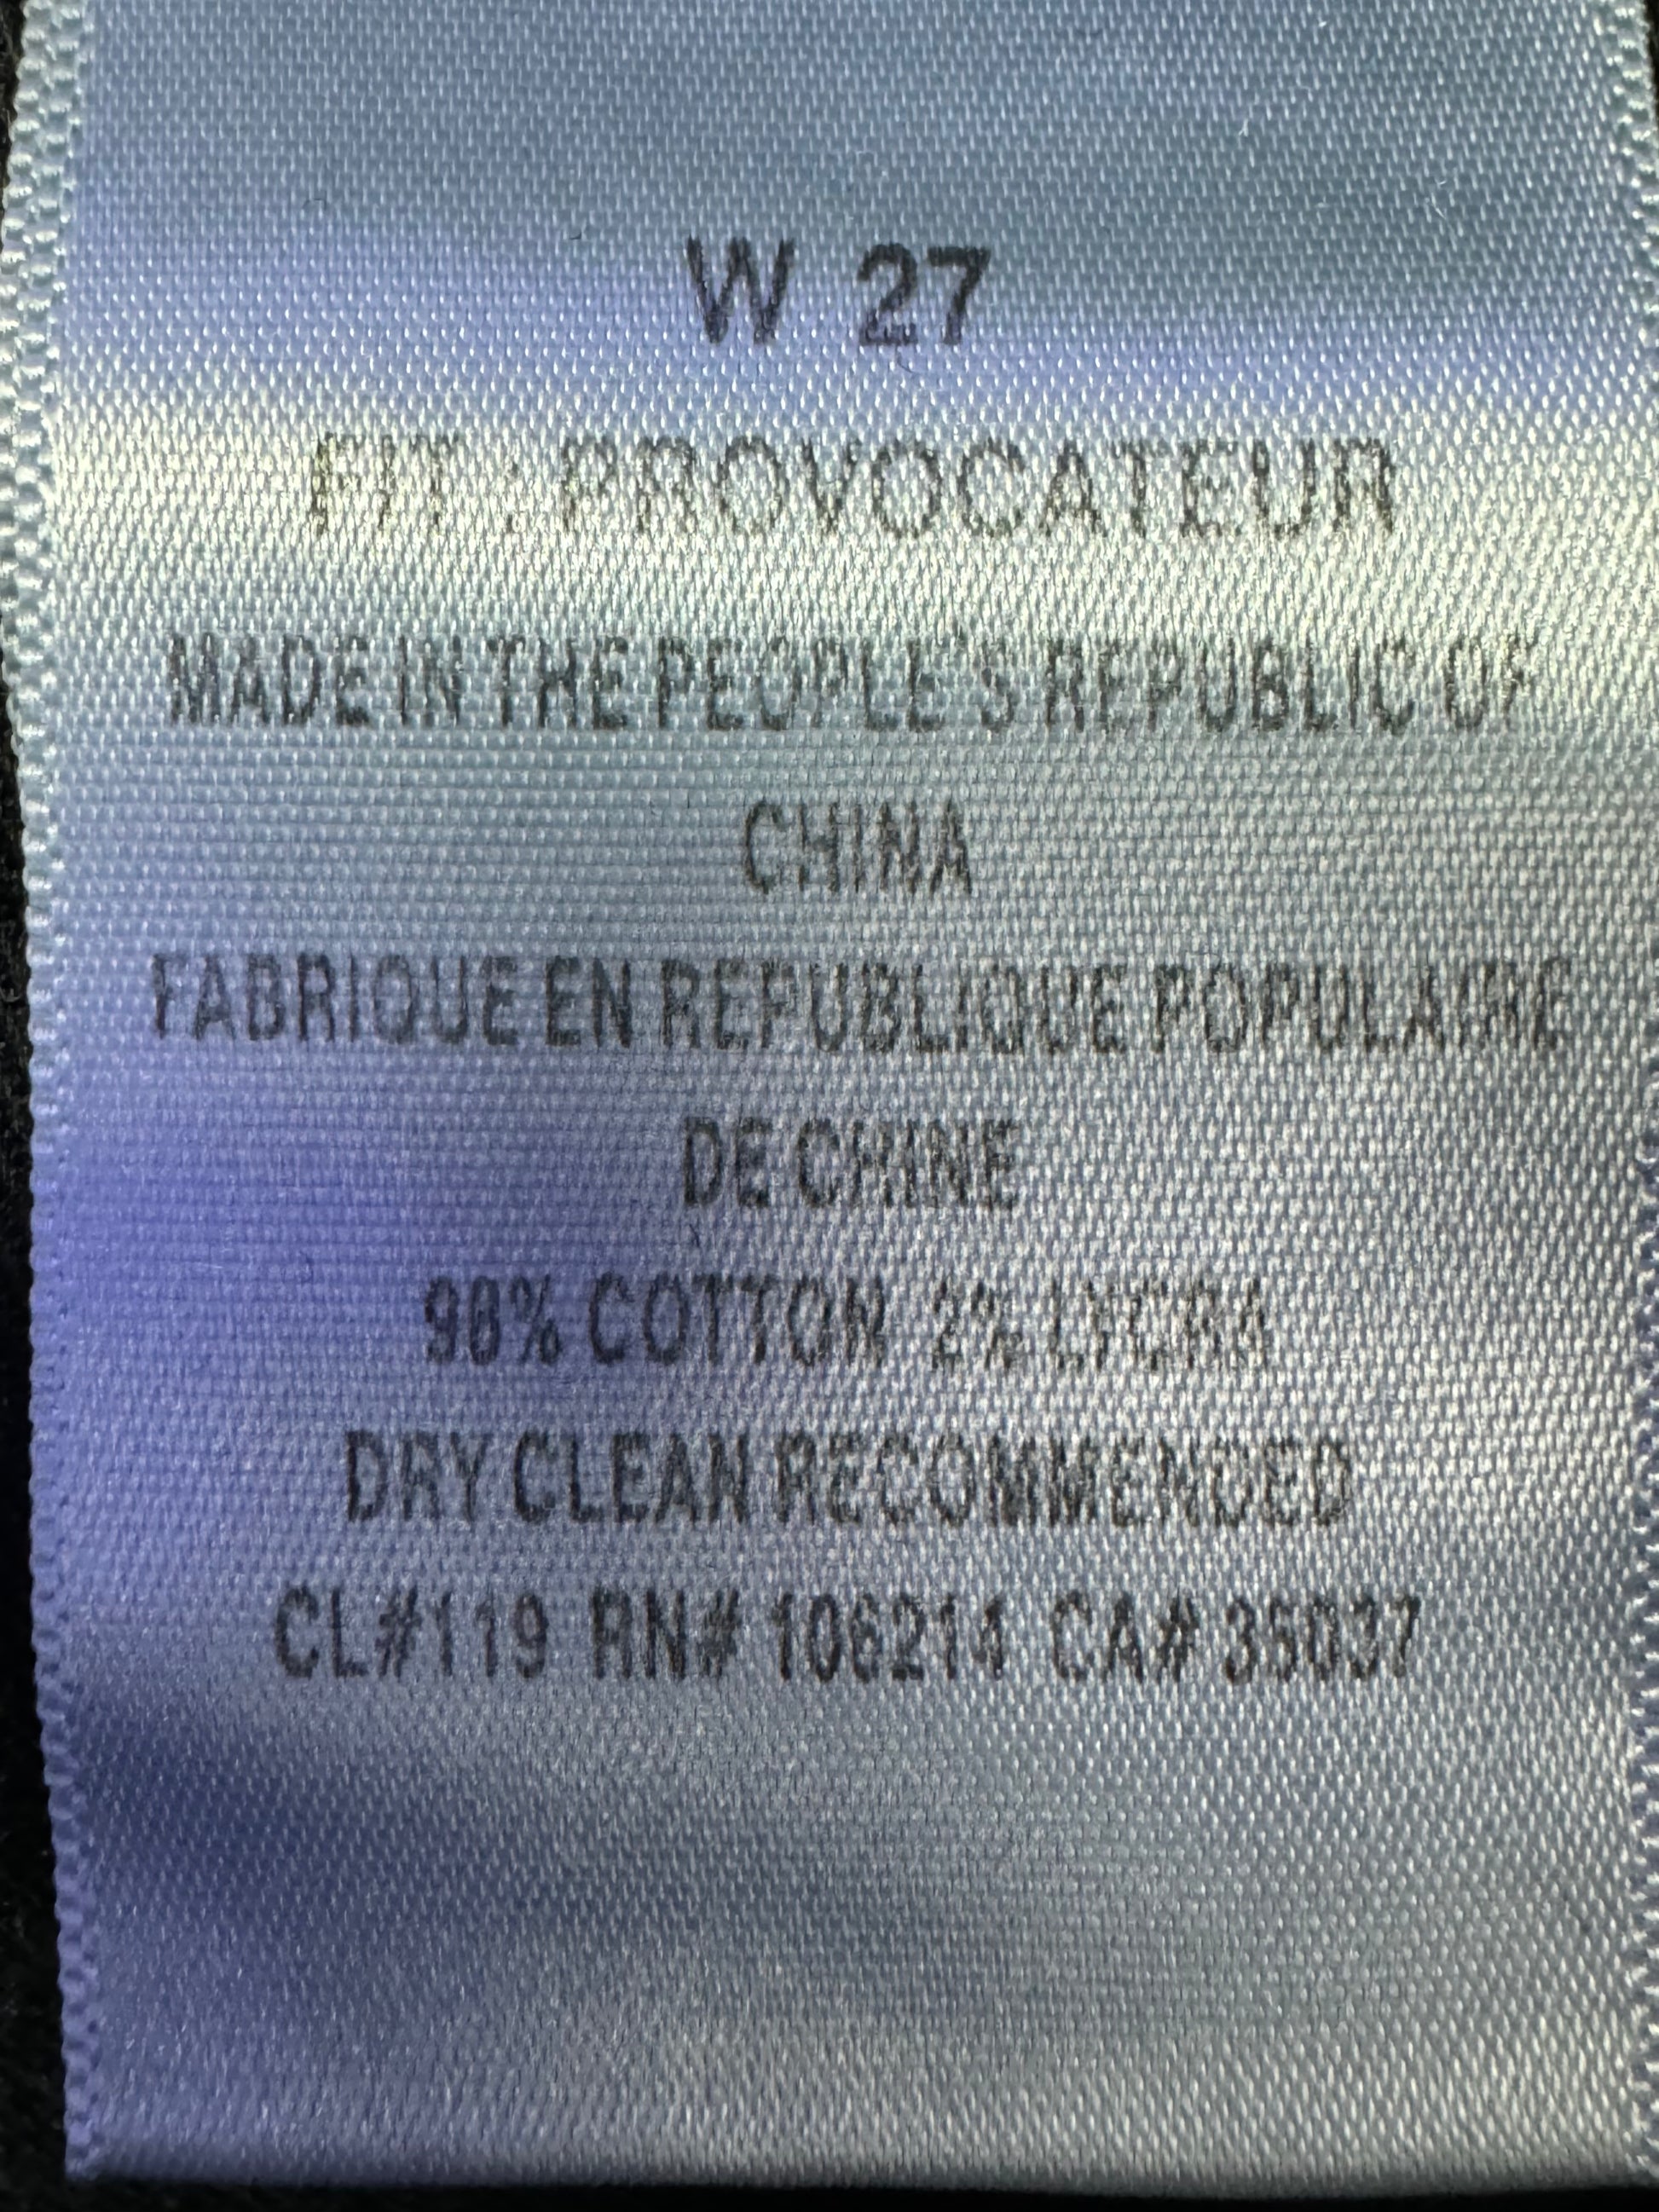 W 27
FIT : PROVOCATEUR
MADE IN THE PEOPLE'S REPUBLIC OF
CHINA
FABRIQUE EN REPUBLIQUE POPULAIRE
DE CHINE
98% COTTON 2% LYCRA
DRY CLEAN RECOMMENDED
CL#119 RN# 106214 CA# 35037